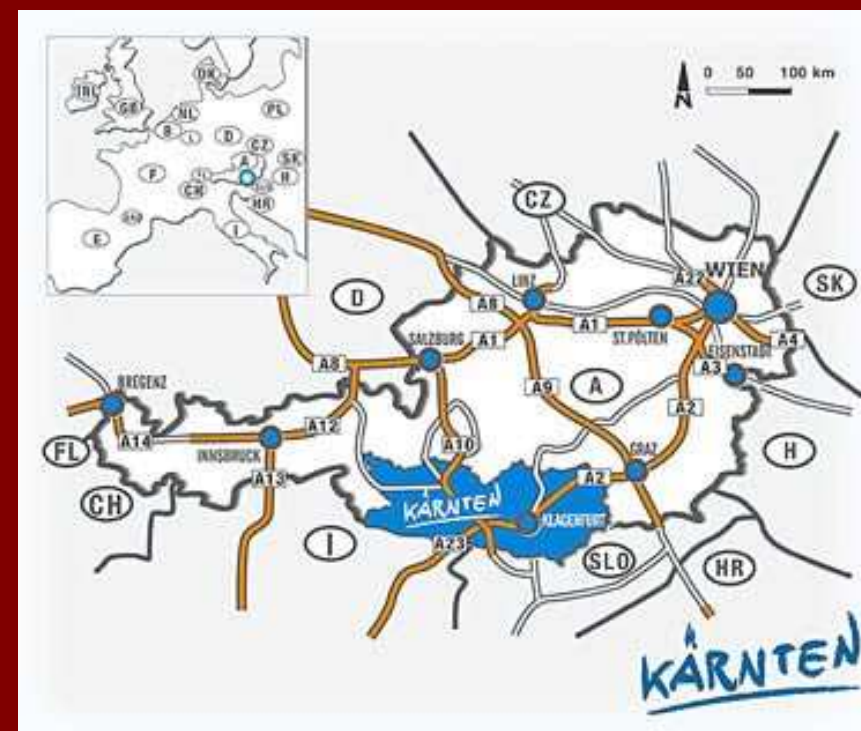 DK
IRL
GB
NL
PL
B
D
L
CZ
A
SK
F
H
CH
HR
E
I
N
0 50 100 km
CZ
LINZ
A22
WIEN
SK
D
A8
A1
A1
ST.PÖLTEN
A4
SALZBURG
EISENSTADT
A8
A3
BREGENZ
A9
A
A2
A12
A14
A10
GRAZ
FL
INNSBRUCK
A13
H
A2
CH
KÄRNTEN
KLAGENFURT
I
A23
SLO
HR
KÄRNTEN